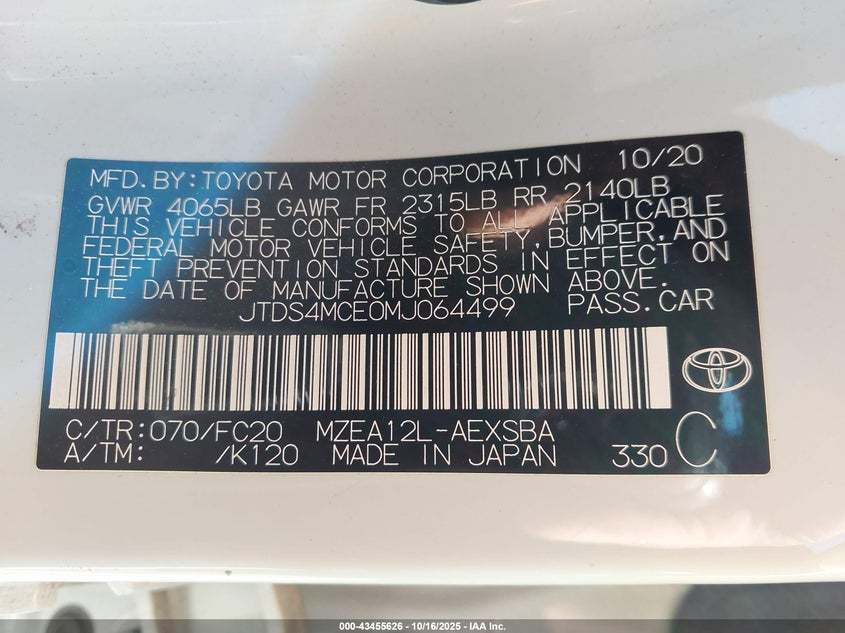 MFD.BY:TOYOTA MOTOR CORPORATION 10/20
GVWR 4065LB GAWR FR 2315LB RR 2140LB
THIS VEHICLE CONFORMS TO ALL APPLICABLE
FEDERAL MOTOR VEHICLE SAFETY,BUMPER,AND
THEFT PREVENTION STANDARDS IN EFFECT ON
THE DATE OF MANUFACTURE SHOWN ABOVE.
JTDS4MCE0MJ064499 PASS.CAR
C/TR:070/FC20 MZEA12L-AEXSBA C
A/TM: /K120 MADE IN JAPAN 330
000-43455626 - 10/16/2025 - IAA Inc.